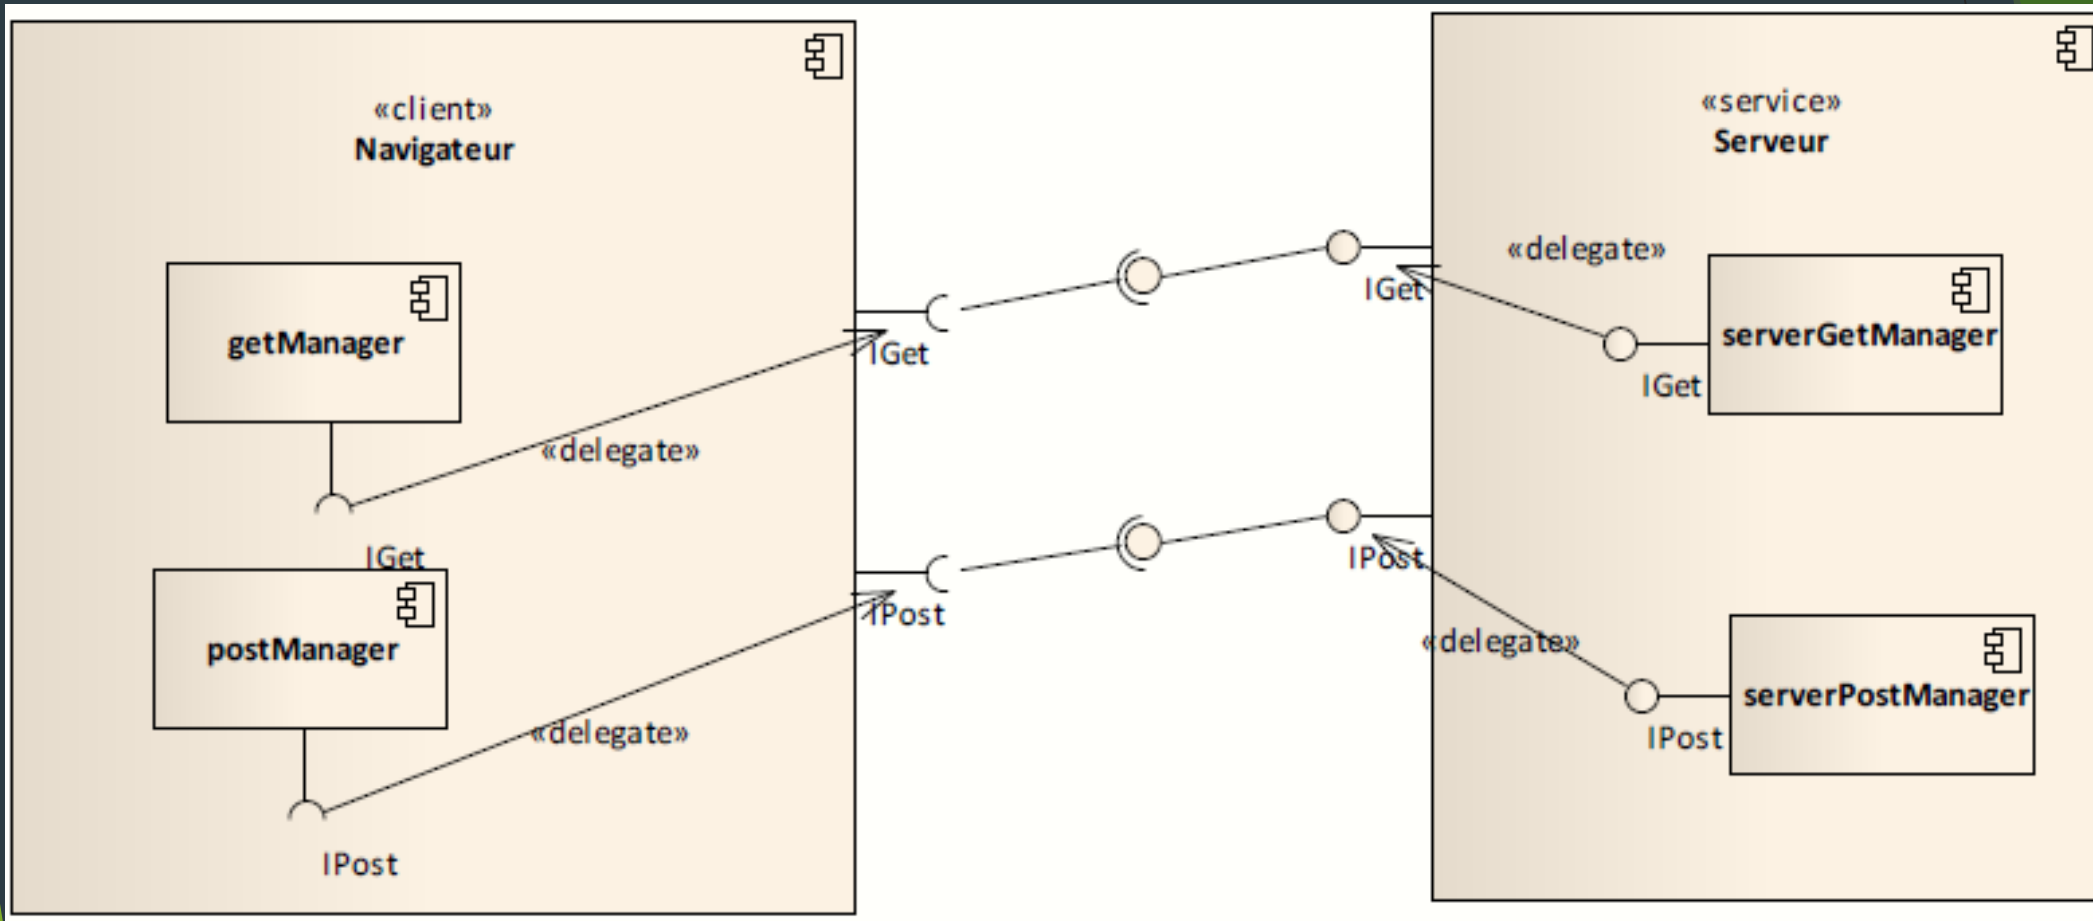 «client»
Navigateur
getManager
IGet
«delegate»
IGet
postManager
IPost
«delegate»
IPost
«service»
Serveur
IGet
«delegate»
IGet
serverGetManager
IPost
«delegate»
IPost
serverPostManager